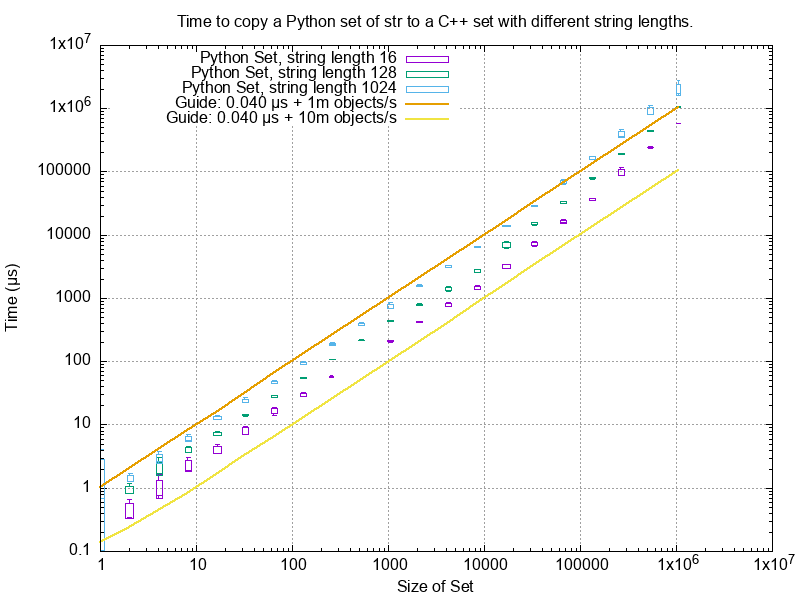 Time to copy a Python set of str to a C++ set with different string lengths.
1x10^7
1x10^6
100000
10000
1000
100
10
1
0.1
Time (µs)
Python Set, string length 16
Python Set, string length 128
Python Set, string length 1024
Guide: 0.040 µs + 1m objects/s
Guide: 0.040 µs + 10m objects/s
1 10 100 1000 10000 100000 1x10^6 1x10^7
Size of Set